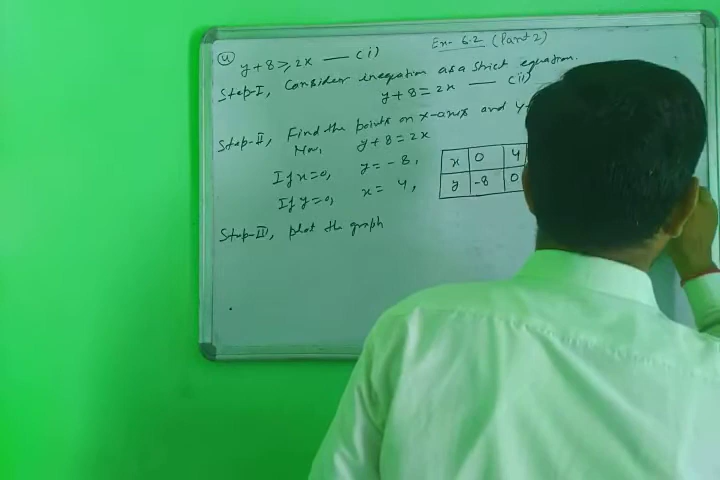 Ex- 6.2 (Part 2)
(4) y + 8 ≥ 2x — (i)
Step-I, Consider inequation as a Strict equation.
y + 8 = 2x — (ii)
Step-II, Find the points on x-axis and y-
Now, y + 8 = 2x
If x=0, y = -8,
If y=0, x = 4,
x 0 4
y -8 0
Step-III, plot the graph